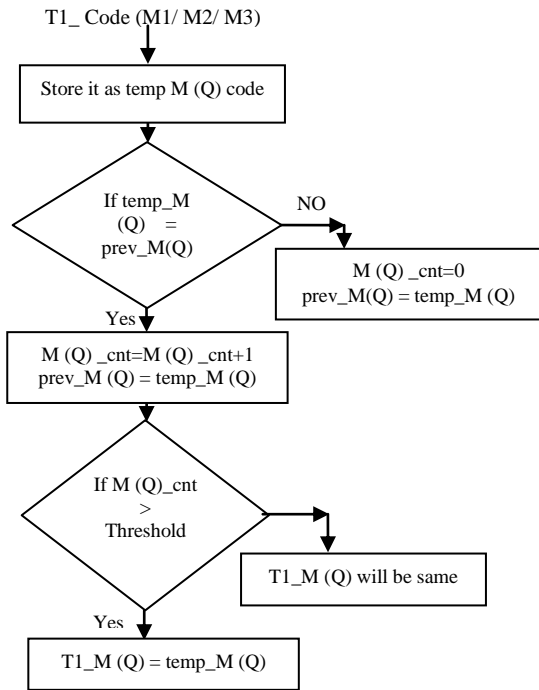 T1_ Code (M1/ M2/ M3)
Store it as temp M (Q) code
If temp_M
(Q) =
prev_M(Q)
NO
M (Q) _cnt=0
prev_M(Q) = temp_M (Q)
Yes
M (Q) _cnt=M (Q) _cnt+1
prev_M (Q) = temp_M (Q)
If M (Q)_cnt
>
Threshold
T1_M (Q) will be same
Yes
T1_M (Q) = temp_M (Q)